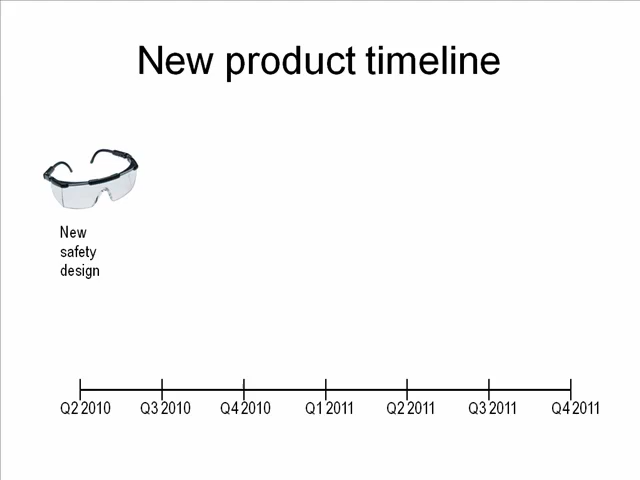 New product timeline
New
safety
design
Q2 2010 Q3 2010 Q4 2010 Q1 2011 Q2 2011 Q3 2011 Q4 2011